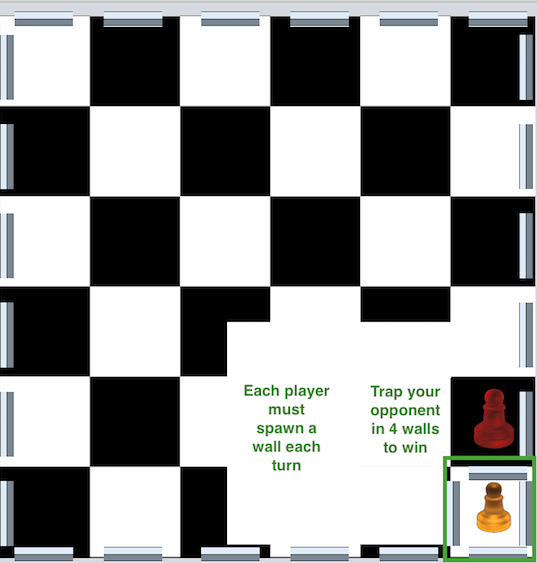 Each player
must
spawn a
wall each
turn
Trap your
opponent
in 4 walls
to win